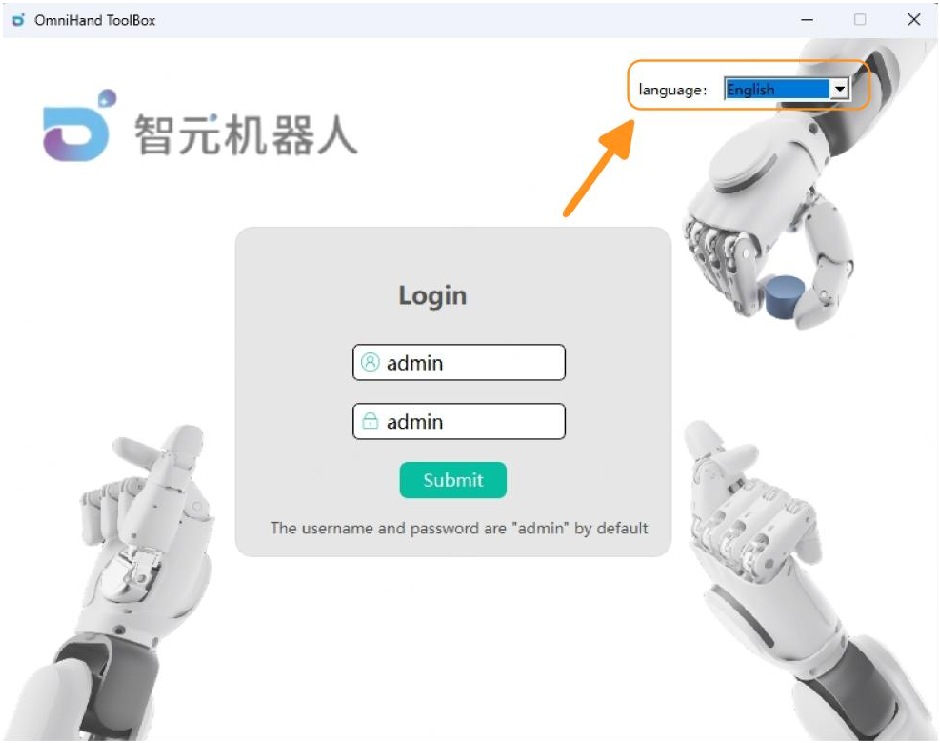 OmniHand ToolBox
language: English
智元机器人
Login
admin
admin
Submit
The username and password are "admin" by default